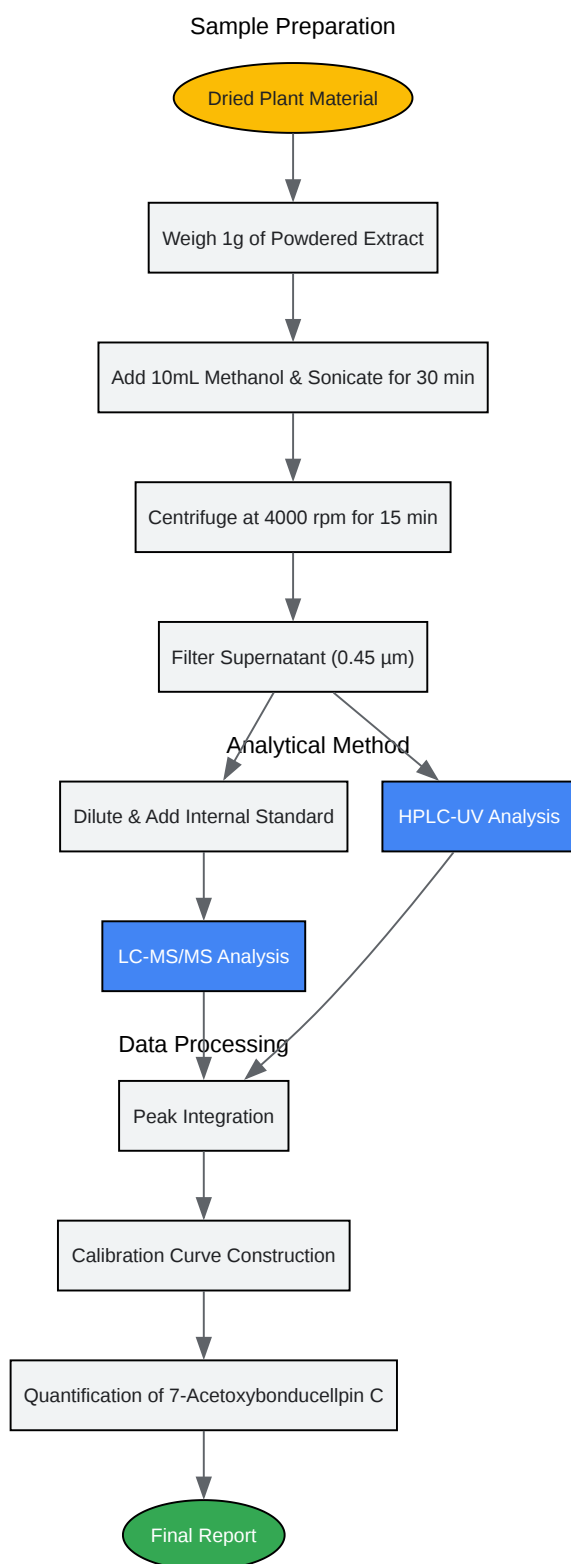 Sample Preparation
Dried Plant Material
Weigh 1g of Powdered Extract
Add 10mL Methanol & Sonicate for 30 min
Centrifuge at 4000 rpm for 15 min
Filter Supernatant (0.45 µm)
Analytical Method
Dilute & Add Internal Standard
HPLC-UV Analysis
LC-MS/MS Analysis
Data Processing
Peak Integration
Calibration Curve Construction
Quantification of 7-Acetoxybonducellpin C
Final Report